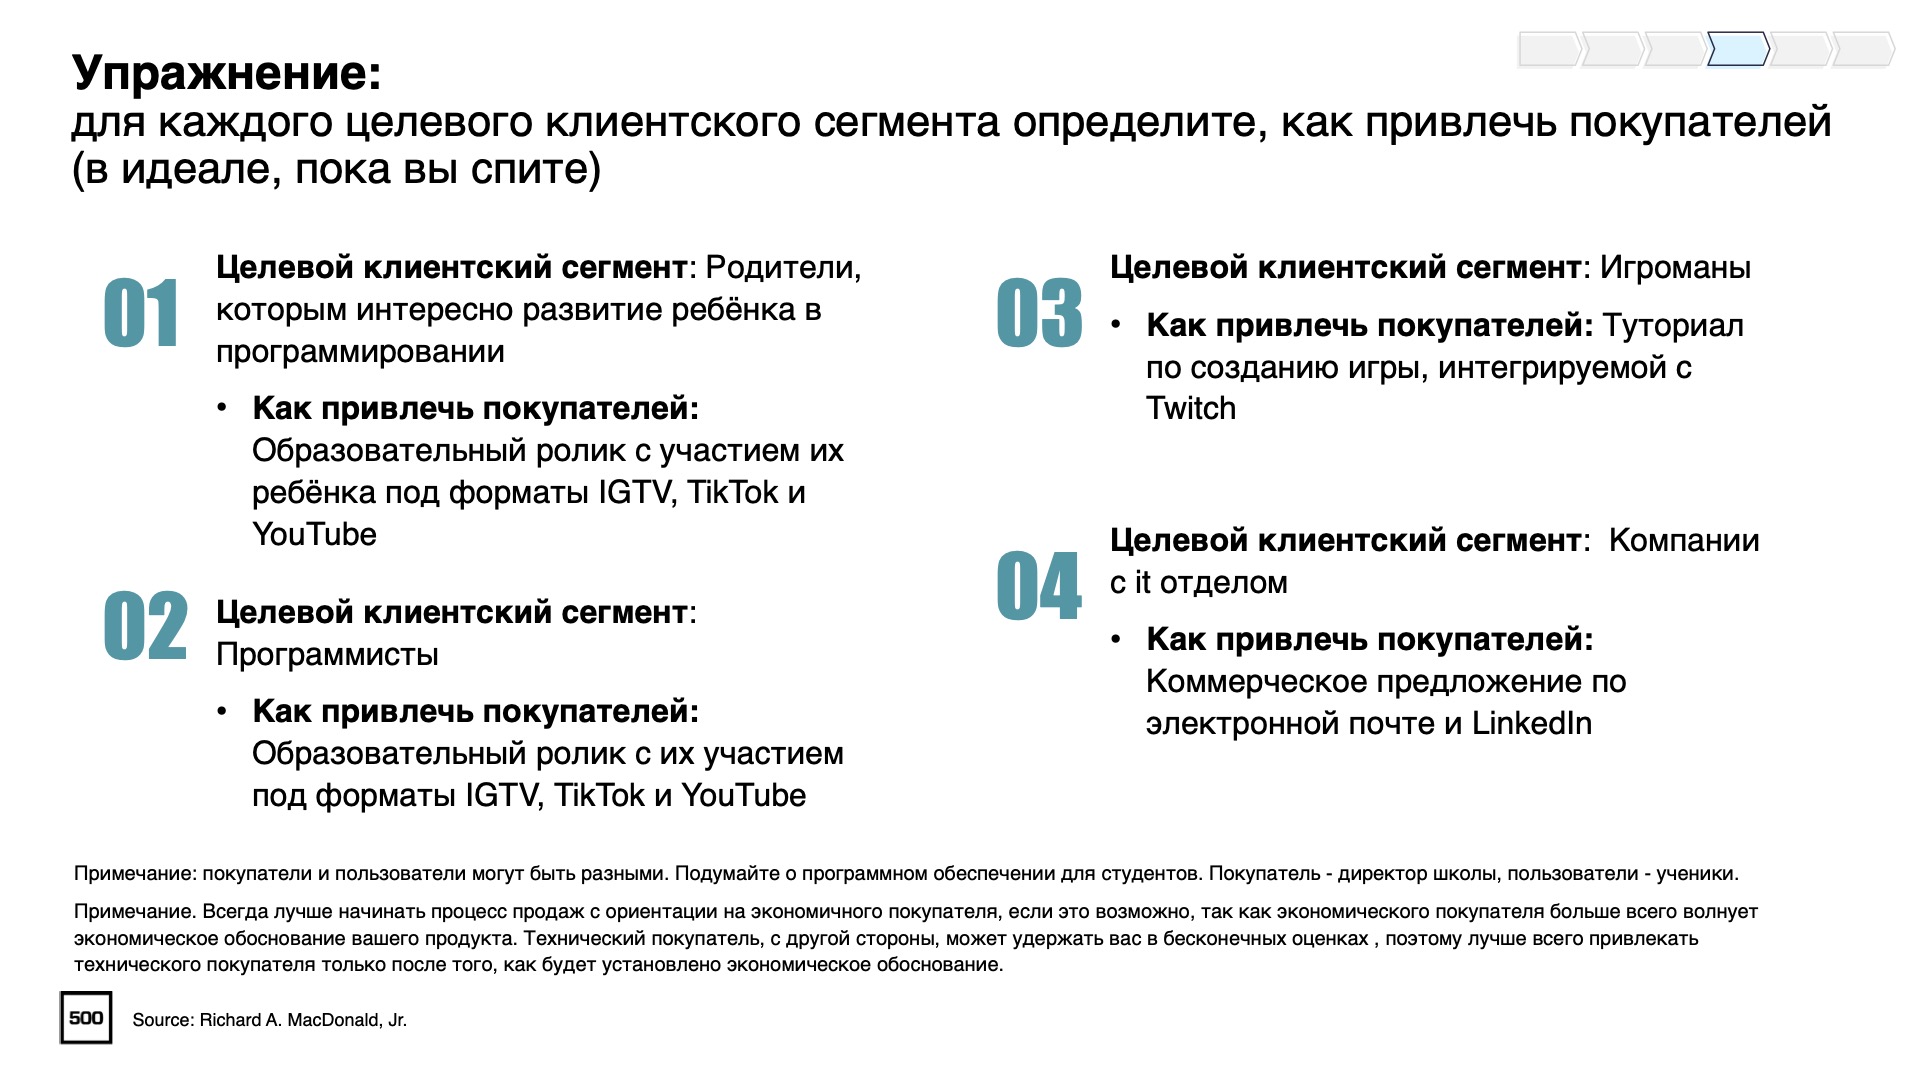 Упражнение:
для каждого целевого клиентского сегмента определите, как привлечь покупателей
(в идеале, пока вы спите)
01
Целевой клиентский сегмент: Родители,
которым интересно развитие ребёнка в
программировании
• Как привлечь покупателей:
Образовательный ролик с участием их
ребёнка под форматы IGTV, TikTok и
YouTube
02
Целевой клиентский сегмент:
Программисты
• Как привлечь покупателей:
Образовательный ролик с их участием
под форматы IGTV, TikTok и YouTube
03
Целевой клиентский сегмент: Игроманы
• Как привлечь покупателей: Туториал
по созданию игры, интегрируемой с
Twitch
04
Целевой клиентский сегмент:  Компании
с it отделом
• Как привлечь покупателей:
Коммерческое предложение по
электронной почте и LinkedIn
Примечание: покупатели и пользователи могут быть разными. Подумайте о программном обеспечении для студентов. Покупатель - директор школы, пользователи - ученики.
Примечание. Всегда лучше начинать процесс продаж с ориентации на экономичного покупателя, если это возможно, так как экономического покупателя больше всего волнует
экономическое обоснование вашего продукта. Технический покупатель, с другой стороны, может удержать вас в бесконечных оценках , поэтому лучше всего привлекать
технического покупателя только после того, как будет установлено экономическое обоснование.
500
Source: Richard A. MacDonald, Jr.